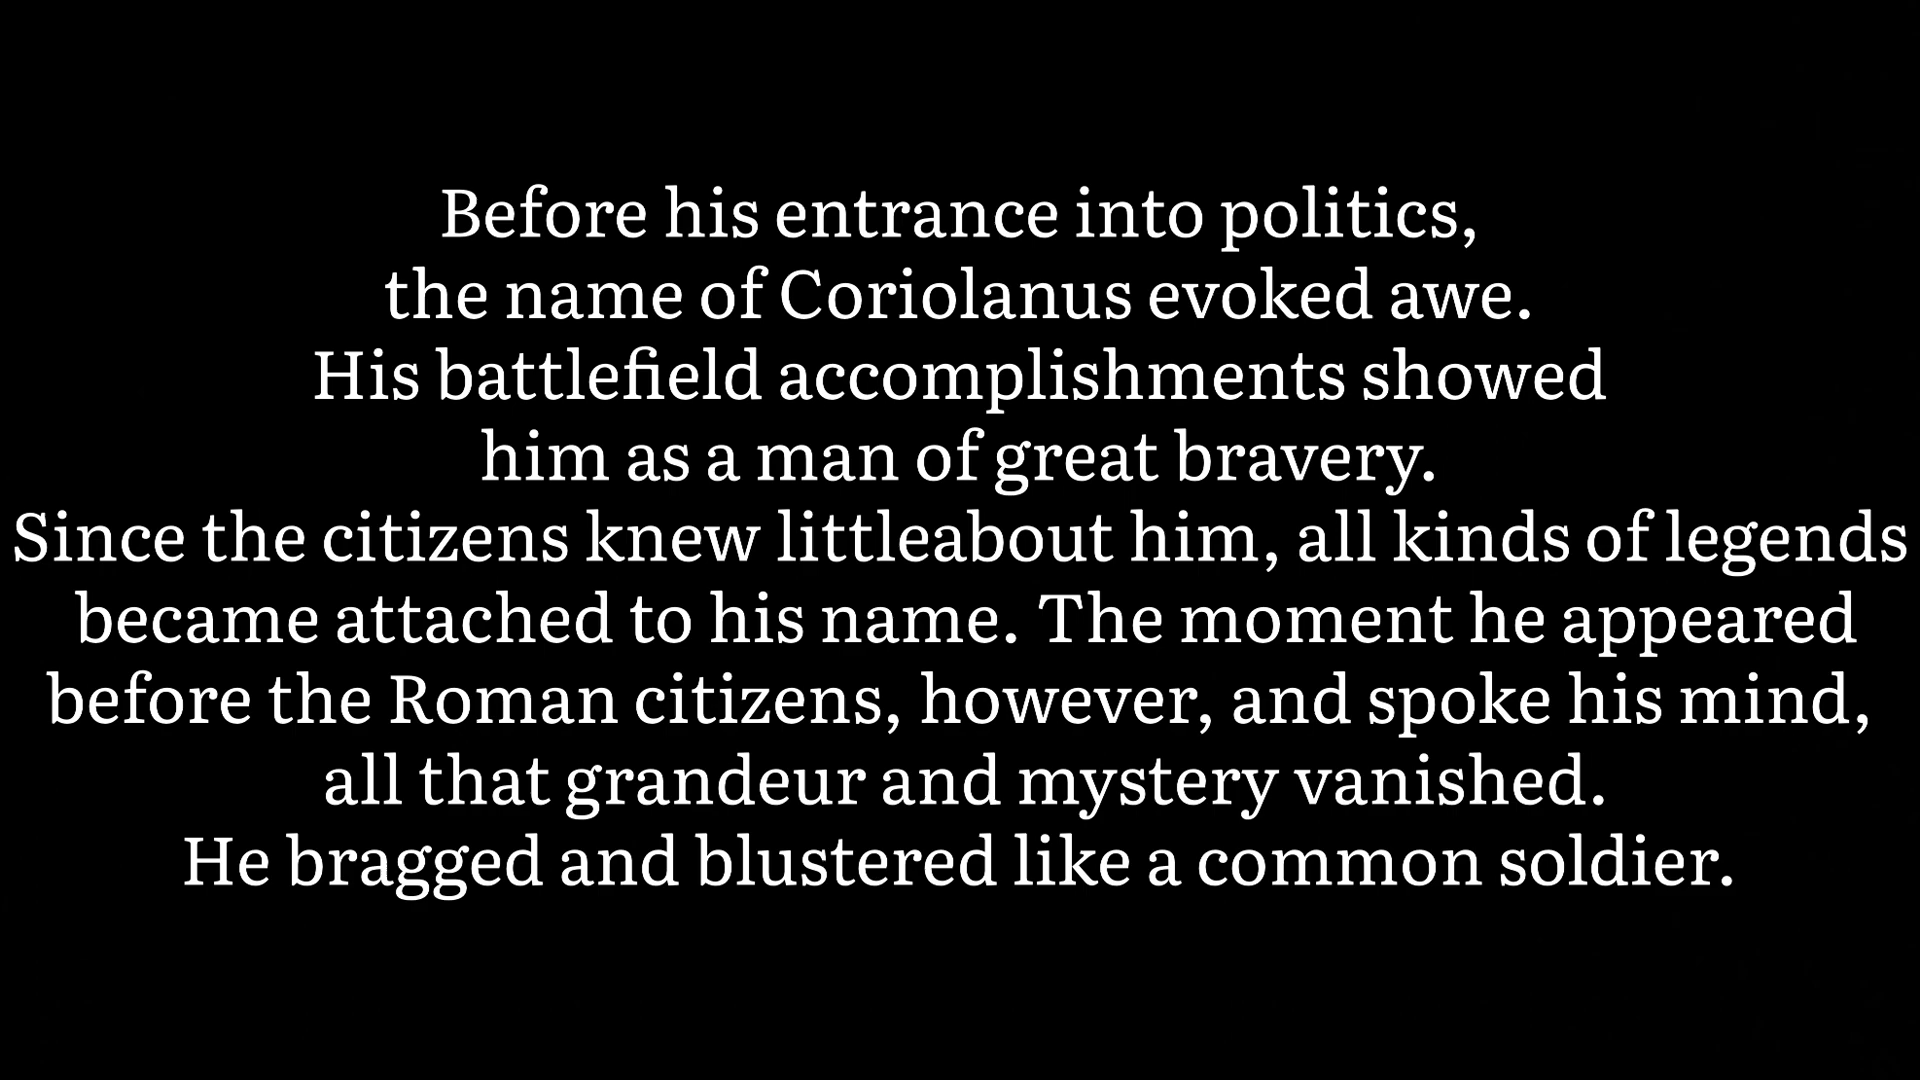 Before his entrance into politics,
the name of Coriolanus evoked awe.
His battlefield accomplishments showed
him as a man of great bravery.
Since the citizens knew littleabout him, all kinds of legends
became attached to his name. The moment he appeared
before the Roman citizens, however, and spoke his mind,
all that grandeur and mystery vanished.
He bragged and blustered like a common soldier.